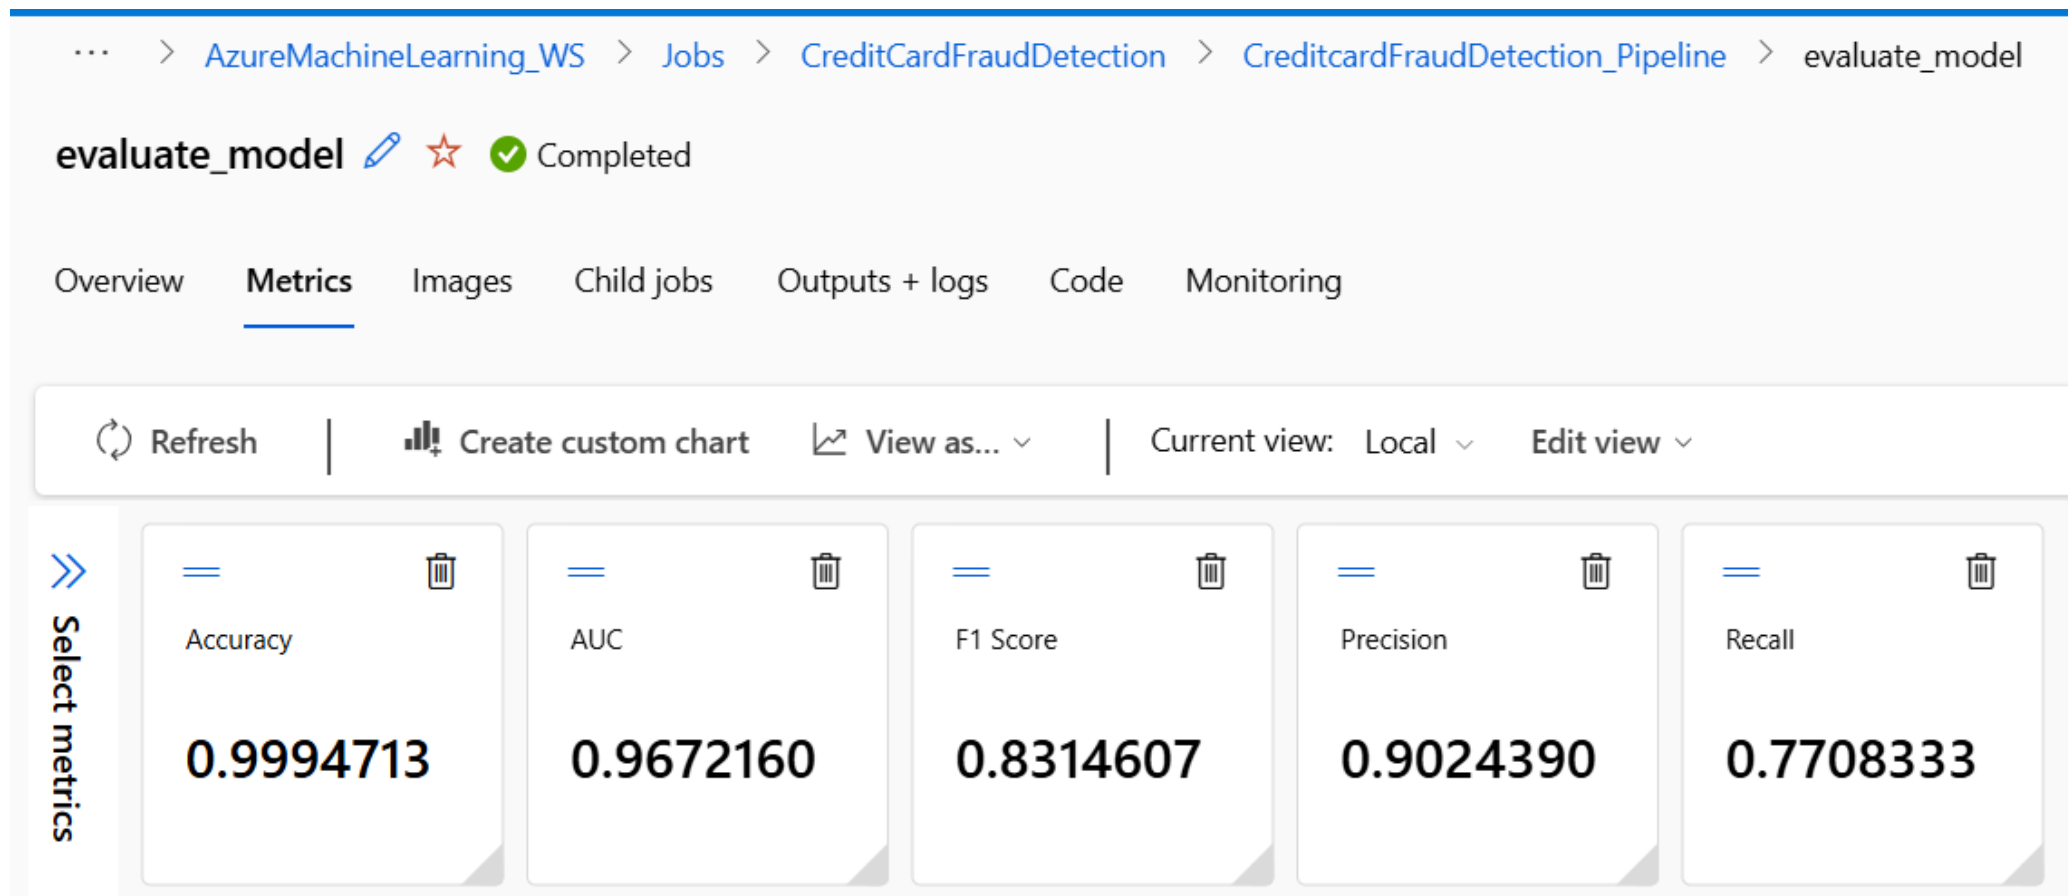 ... > AzureMachineLearning_WS > Jobs > CreditCardFraudDetection > CreditcardFraudDetection_Pipeline > evaluate_model
evaluate_model Completed
Overview Metrics Images Child jobs Outputs + logs Code Monitoring
Refresh | Create custom chart View as... | Current view: Local Edit view
Select metrics
Accuracy AUC F1 Score Precision Recall
0.9994713 0.9672160 0.8314607 0.9024390 0.7708333